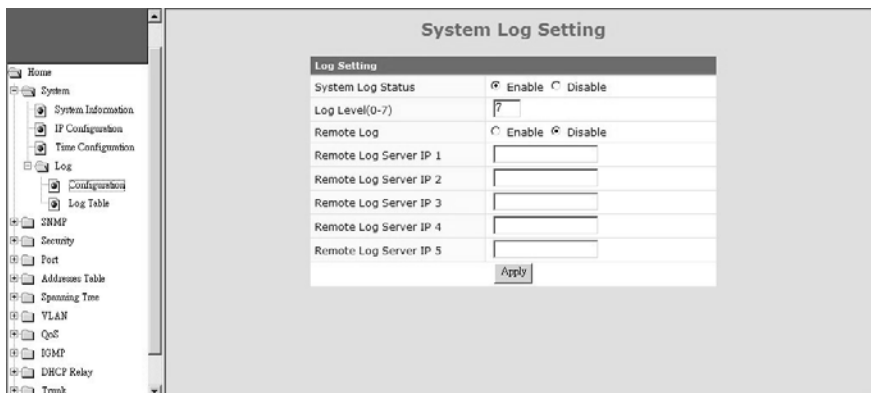 System Log Setting
Home
System
System Information
IP Configuration
Time Configuration
Log
Configuration
Log Table
SNMP
Security
Port
Addresses Table
Spanning Tree
VLAN
QoS
IGMP
DHCP Relay
Trunk
Log Setting
System Log Status Enable Disable
Log Level(0-7) 7
Remote Log Enable Disable
Remote Log Server IP 1
Remote Log Server IP 2
Remote Log Server IP 3
Remote Log Server IP 4
Remote Log Server IP 5
Apply